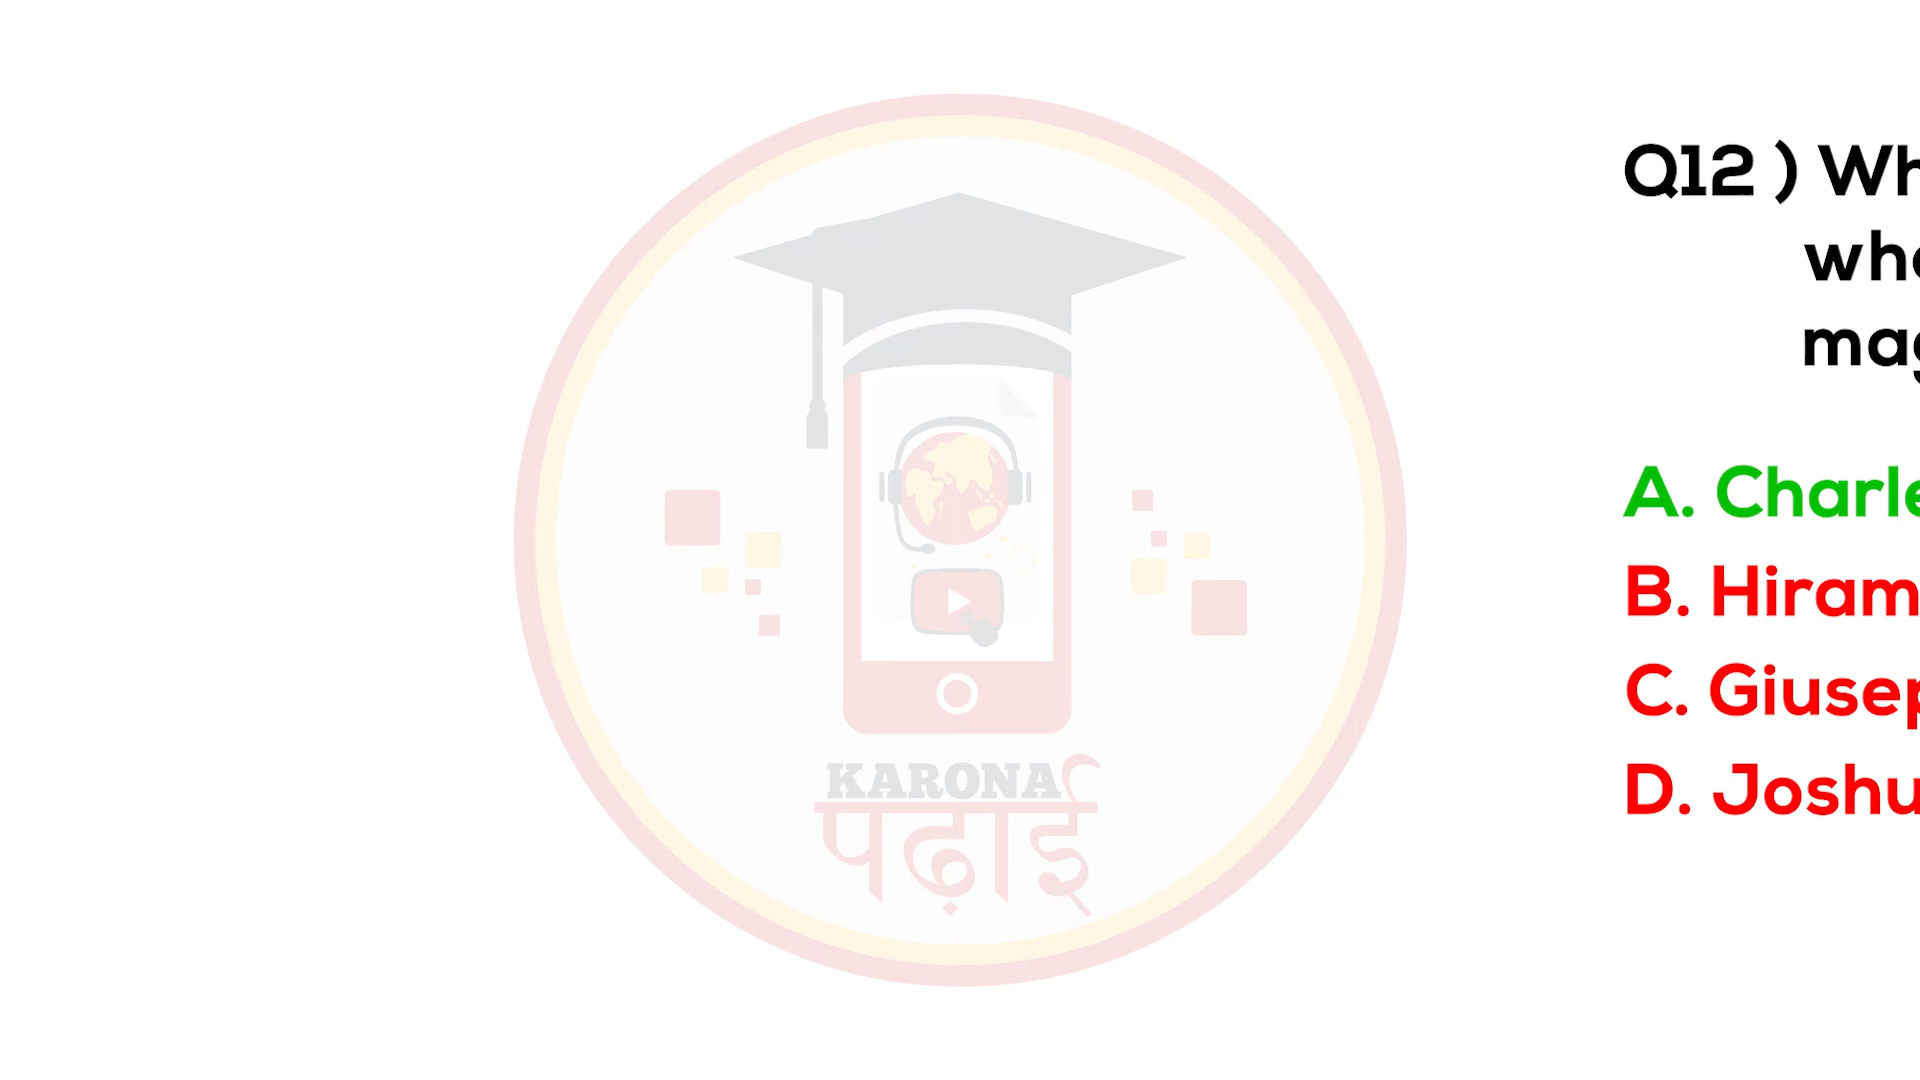 Q12 ) Wh
who
mag
A. Charle
B. Hiram
C. Giusep
D. Joshu
KARONA
पढ़ाई